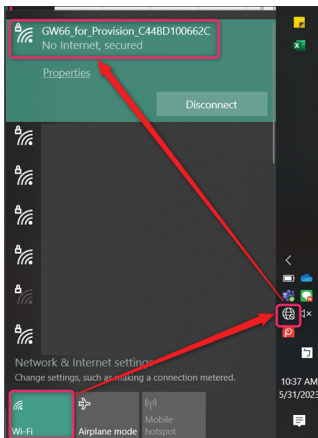 GW66_for_Provision_C44BD100662C
No Internet, secured
Properties
Disconnect
Network & Internet settings
Change settings, such as making a connection metered.
10:37 AM
5/31/2023
Wi-Fi
Airplane mode
Mobile
hotspot